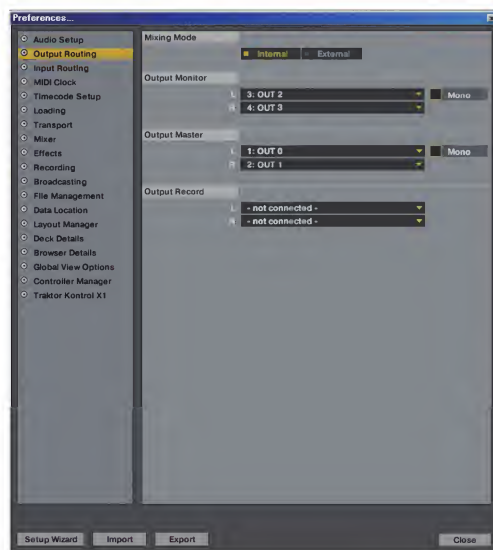 Preferences...
Audio Setup
Output Routing
Input Routing
MIDI Clock
Timecode Setup
Loading
Transport
Mixer
Effects
Recording
Broadcasting
File Management
Data Location
Layout Manager
Deck Details
Browser Details
Global View Options
Controller Manager
Traktor Kontrol X1
Mixing Mode
Internal External
Output Monitor
L 3: OUT 2 Mono
R 4: OUT 3
Output Master
L 1: OUT 0 Mono
R 2: OUT 1
Output Record
L - not connected -
R - not connected -
Setup Wizard Import Export Close